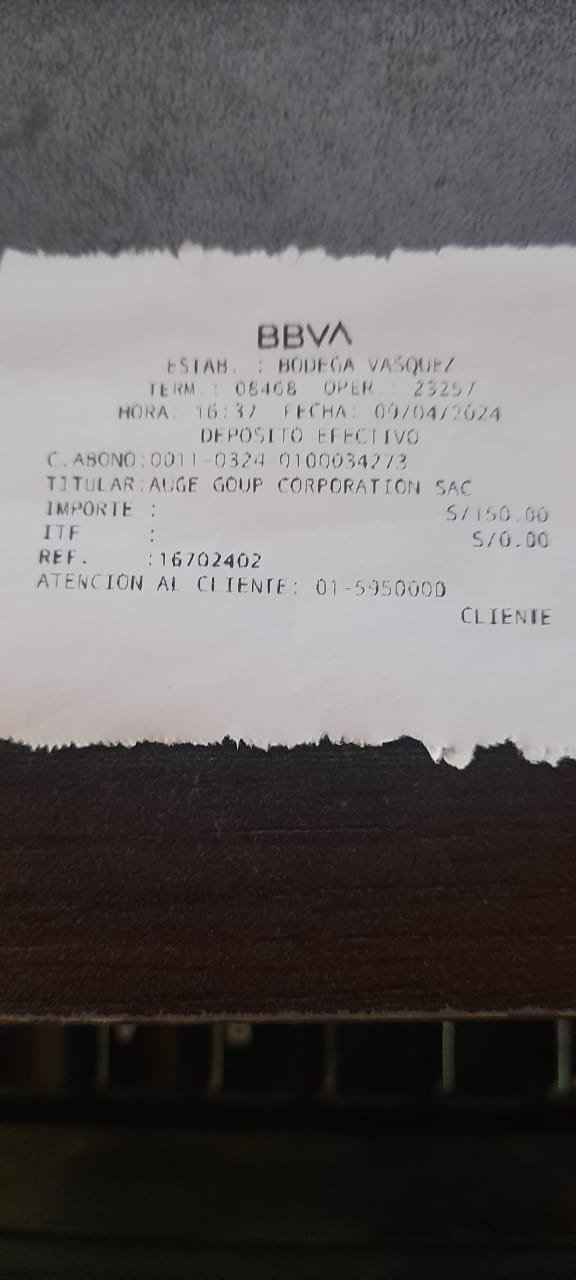 BBVA
ESTAB. : BODEGA VASQUEZ
TERM. : 08468 OPER. : 23257
HORA: 16:37 FECHA: 09/04/2024
DEPOSITO EFECTIVO
C.ABONO:0011-0324-0100034273
TITULAR:AUGE GOUP CORPORATION SAC
IMPORTE : S/150.00
ITF : S/0.00
REF. :16702402
ATENCION AL CLIENTE: 01-5950000
CLIENTE